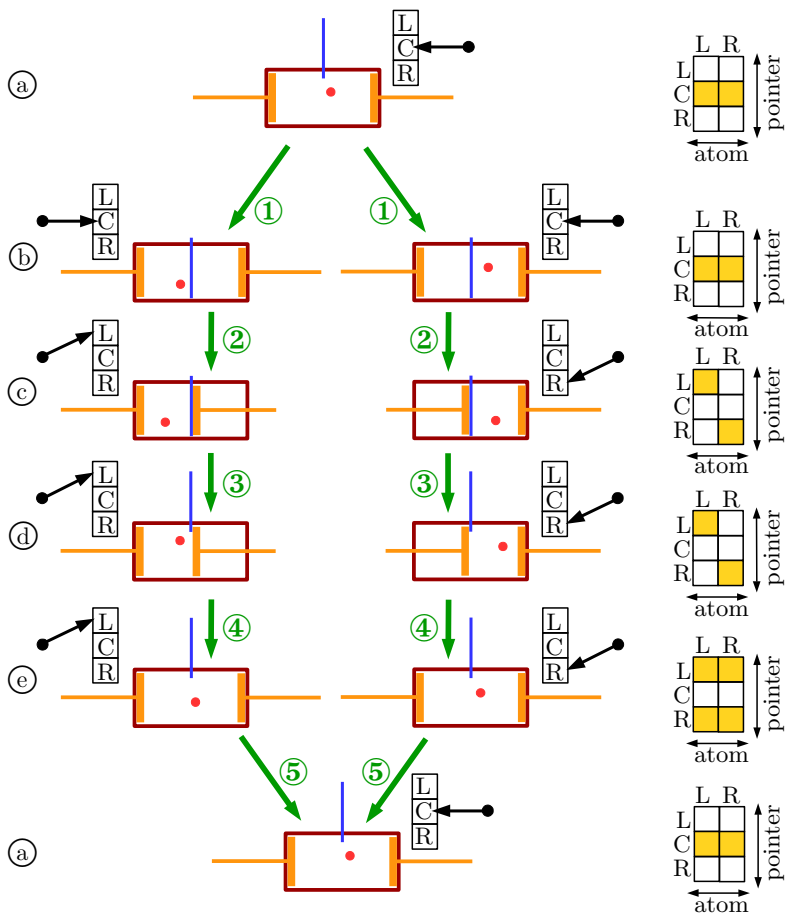 L
C
R
ⓐ
L R
L
C
R
pointer
atom
① ①
L
C
R
L
C
R
ⓑ
L R
L
C
R
pointer
atom
② ②
L
C
R
L
C
R
ⓒ
L R
L
C
R
pointer
atom
③ ③
L
C
R
L
C
R
ⓓ
L R
L
C
R
pointer
atom
④ ④
L
C
R
L
C
R
ⓔ
L R
L
C
R
pointer
atom
⑤ ⑤
L
C
R
ⓐ
L R
L
C
R
pointer
atom